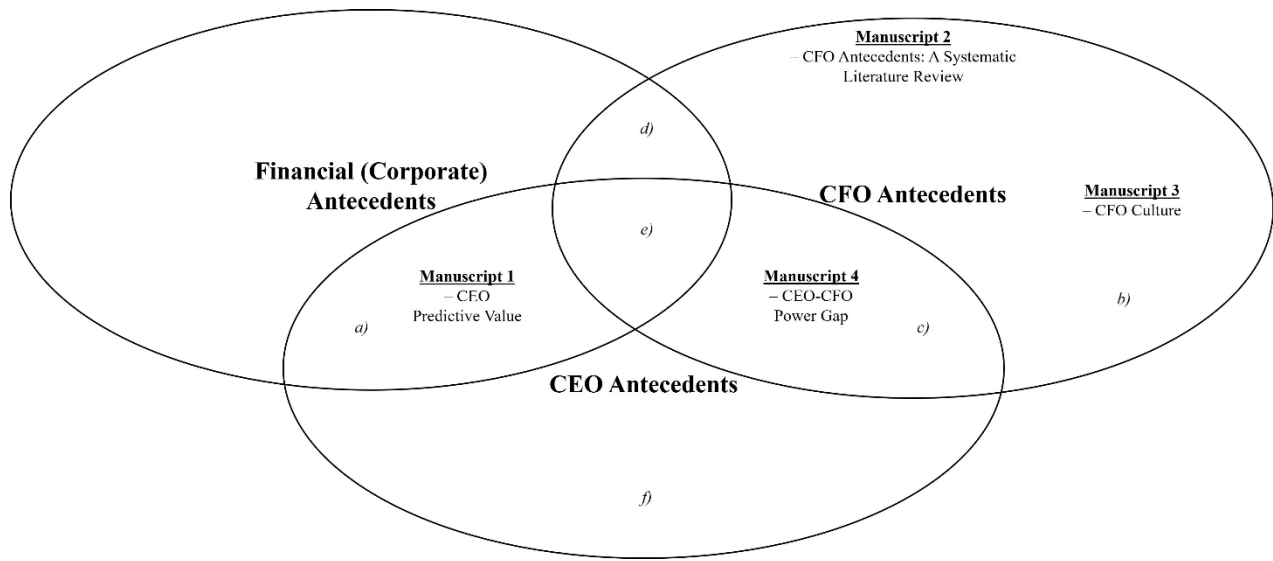 Manuscript 2
– CFO Antecedents: A Systematic
Literature Review
d)
Financial (Corporate)
Antecedents
CFO Antecedents
Manuscript 3
– CFO Culture
e)
Manuscript 1
– CEO
Predictive Value
a)
Manuscript 4
– CEO-CFO
Power Gap
c)
b)
CEO Antecedents
f)